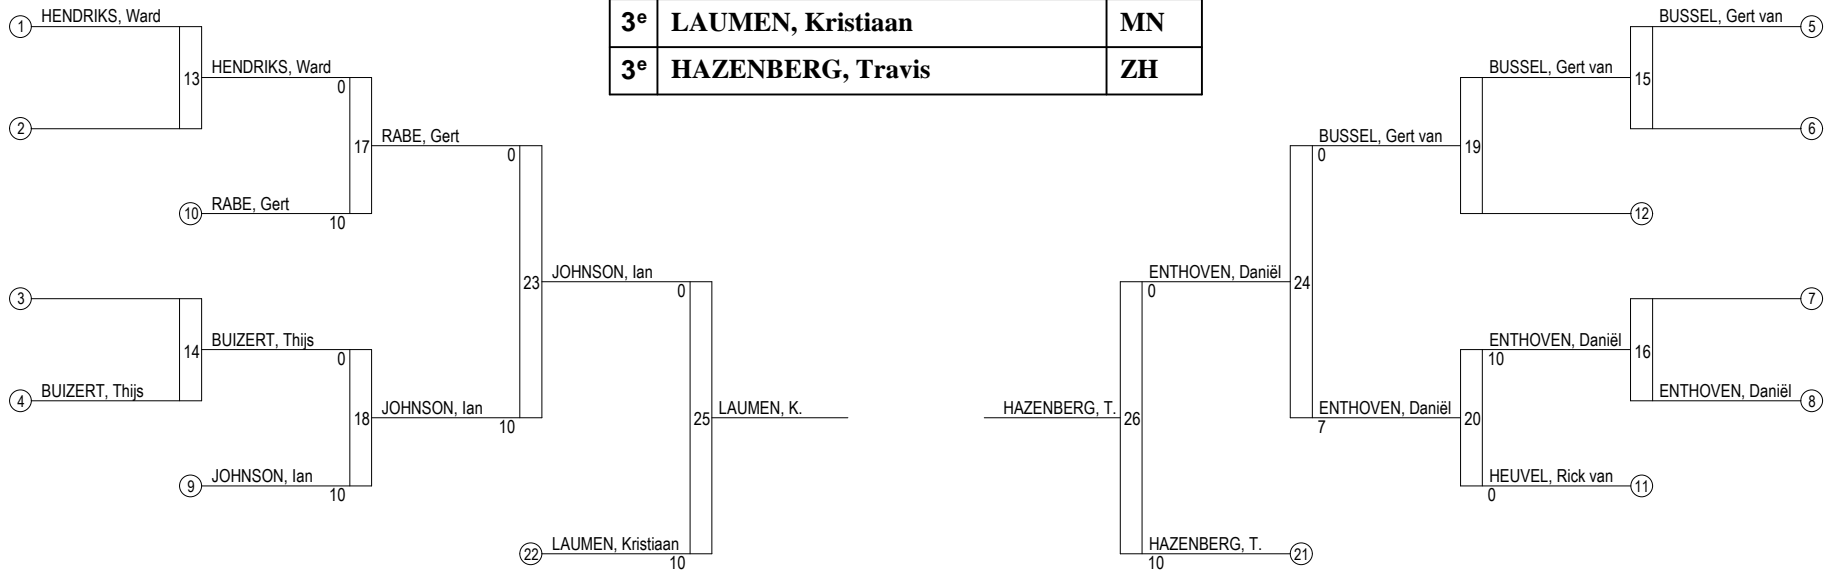 3e LAUMEN, Kristiaan MN
3e HAZENBERG, Travis ZH
1 HENDRIKS, Ward
13 HENDRIKS, Ward
0
2
17 RABE, Gert
0
10 RABE, Gert
10
23 JOHNSON, Ian
0
3
14 BUIZERT, Thijs
0
4 BUIZERT, Thijs
18 JOHNSON, Ian
10
25 LAUMEN, K.
9 JOHNSON, Ian
10
22 LAUMEN, Kristiaan
10
BUSSEL, Gert van 5
BUSSEL, Gert van 15
6
BUSSEL, Gert van 19
0
12
ENTHOVEN, Daniël 24
0
7
ENTHOVEN, Daniël 16
10
ENTHOVEN, Daniël 8
HAZENBERG, T. 26
ENTHOVEN, Daniël 20
7
HEUVEL, Rick van 11
0
HAZENBERG, T. 21
10